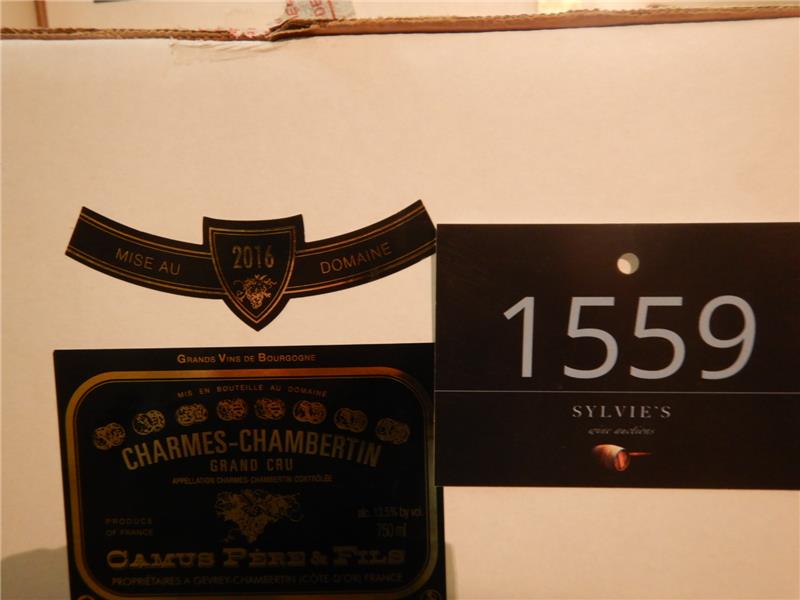 MISE AU 2016 DOMAINE
GRANDS VINS DE BOURGOGNE
MIS EN BOUTEILLE AU DOMAINE
CHARMES-CHAMBERTIN
GRAND CRU
APPELLATION CHARMES-CHAMBERTIN CONTRÔLÉE
PRODUCE
OF FRANCE
alc. 13.5% by vol.
750 ml
CAMUS PÈRE & FILS
PROPRIÉTAIRES A GEVREY-CHAMBERTIN (CÔTE D'OR) FRANCE
1559
SYLVIE'S
wine auctions